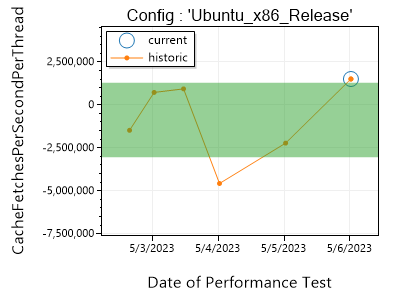 Config : 'Ubuntu_x86_Release'
current
historic
CacheFetchesPerSecondPerThread
2,500,000
0
-2,500,000
-5,000,000
-7,500,000
5/3/2023
5/4/2023
5/5/2023
5/6/2023
Date of Performance Test